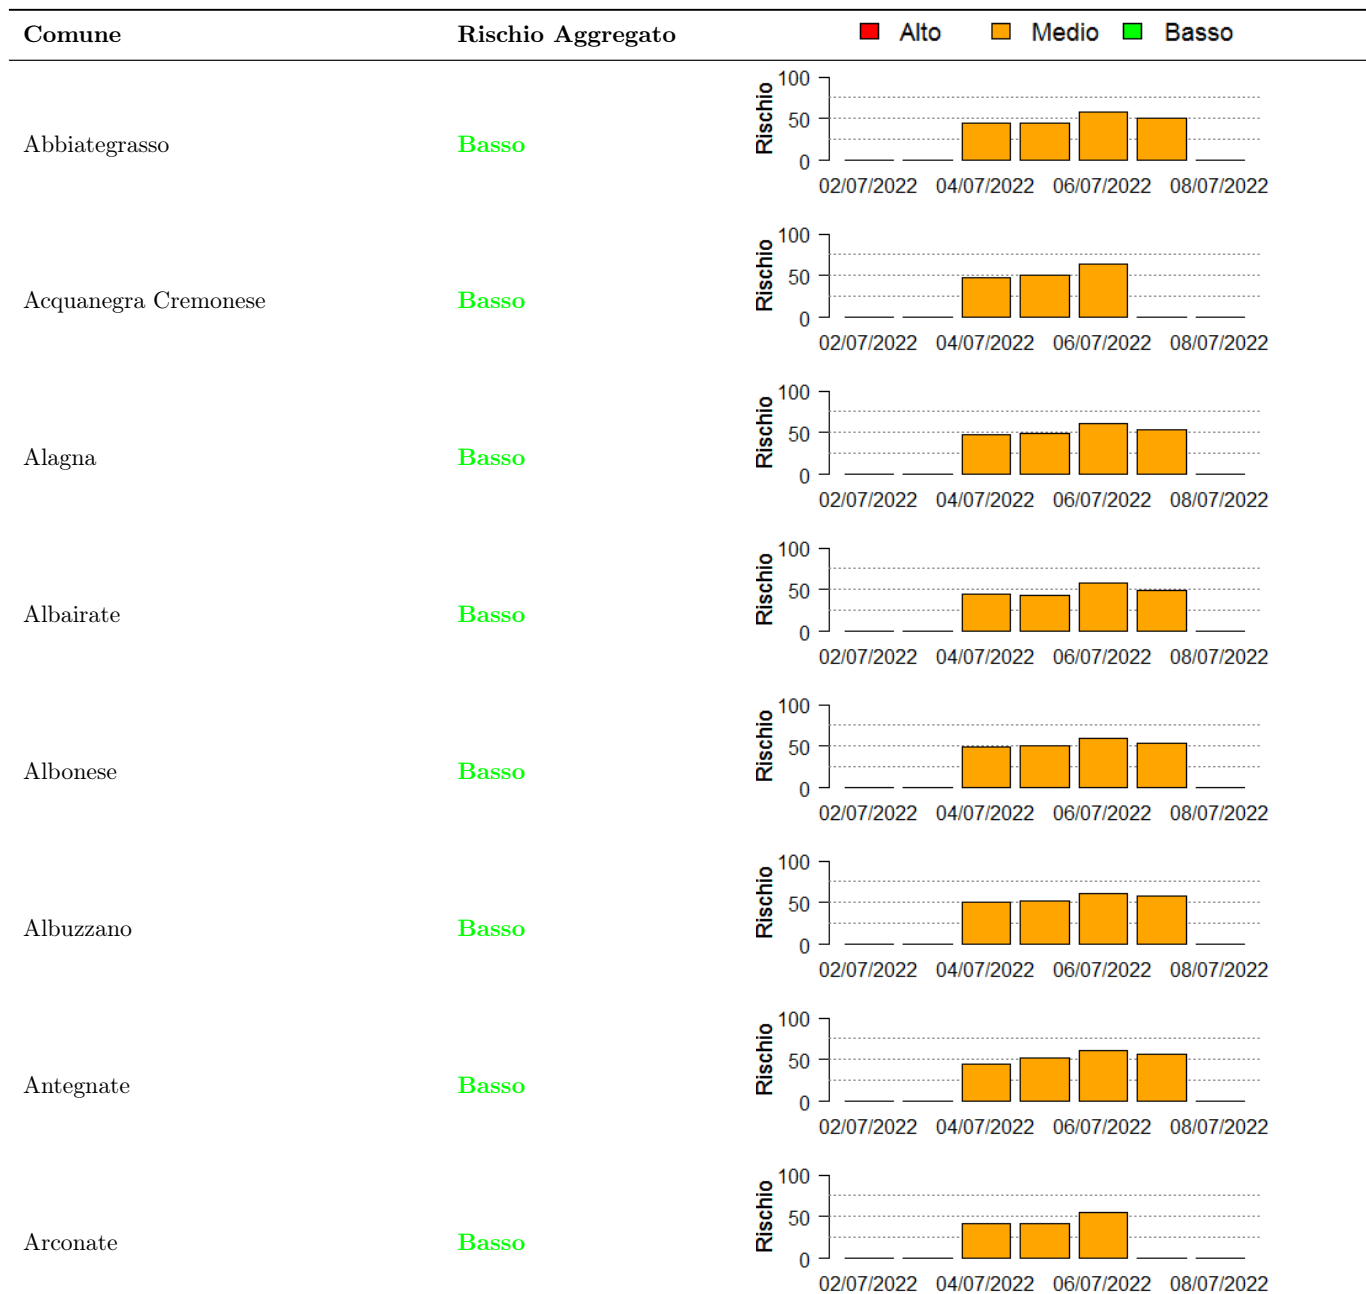 Comune Rischio Aggregato Alto Medio Basso
100
50
0
Rischio
Abbiategrasso Basso
02/07/2022 04/07/2022 06/07/2022 08/07/2022
100
50
0
Rischio
Acquanegra Cremonese Basso
02/07/2022 04/07/2022 06/07/2022 08/07/2022
100
50
0
Rischio
Alagna Basso
02/07/2022 04/07/2022 06/07/2022 08/07/2022
100
50
0
Rischio
Albairate Basso
02/07/2022 04/07/2022 06/07/2022 08/07/2022
100
50
0
Rischio
Albonese Basso
02/07/2022 04/07/2022 06/07/2022 08/07/2022
100
50
0
Rischio
Albuzzano Basso
02/07/2022 04/07/2022 06/07/2022 08/07/2022
100
50
0
Rischio
Antegnate Basso
02/07/2022 04/07/2022 06/07/2022 08/07/2022
100
50
0
Rischio
Arconate Basso
02/07/2022 04/07/2022 06/07/2022 08/07/2022